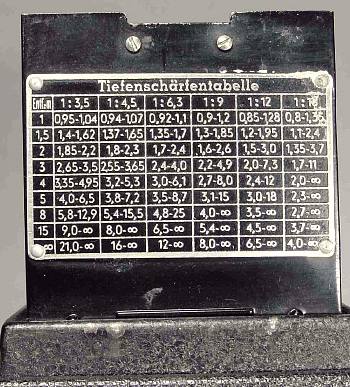 Tiefenschärfentabelle
Entf.m 1:3,5 1:4,5 1:6,3 1:9 1:12
1 0,95-1,04 0,94-1,07 0,92-1,1 0,9-1,2 0,85-1,28
1,5 1,4-1,62 1,37-1,65 1,35-1,7 1,3-1,85 1,2-1,95 1,1-2,4
2 1,85-2,2 1,8-2,3 1,7-2,4 1,6-2,6 1,5-3,0 1,35-3,7
3 2,65-3,5 2,55-3,65 2,4-4,0 2,2-4,9 2,0-7,3 1,7-11
4 3,35-4,95 3,2-5,3 3,0-6,1 2,7-8,0 2,4-12 2,0-∞
5 4,0-6,5 3,8-7,2 3,5-8,7 3,1-15 3,0-18 2,3-∞
8 5,8-12,9 5,4-15,5 4,8-25 4,0-∞ 3,5-∞ 2,7-∞
15 9,0-∞ 8,0-∞ 6,5-∞ 5,4-∞ 4,5-∞ 3,7-∞
∞ 21,0-∞ 16-∞ 12-∞ 8,0-∞ 6,5-∞ 4,0-∞